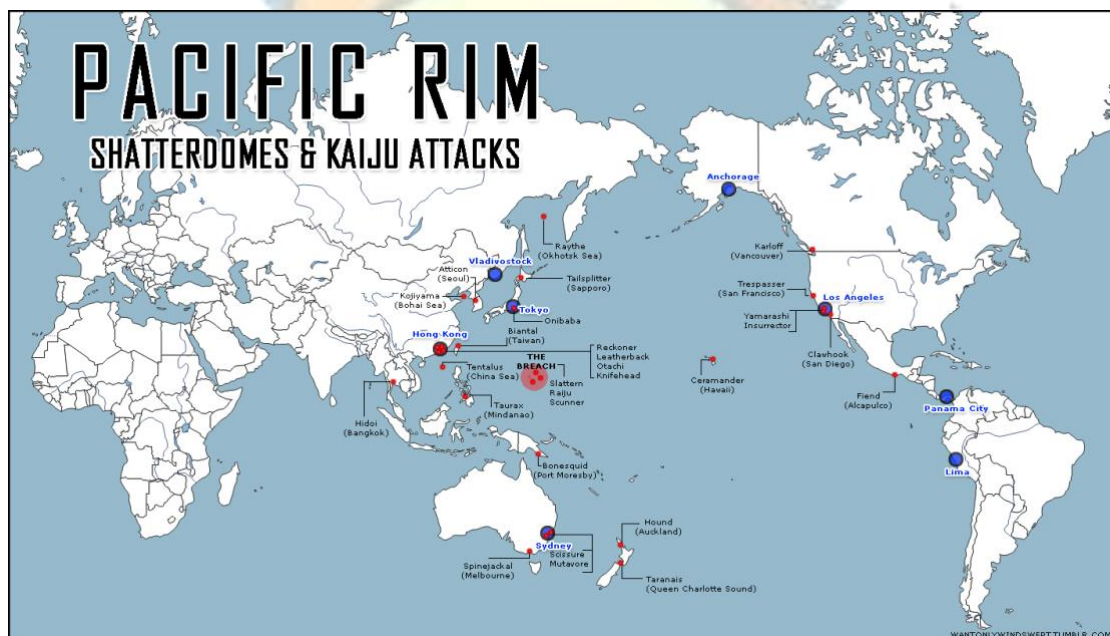 PACIFIC RIM
SHATTERDOMES & KAIJU ATTACKS
Anchorage
Raythe
(Okhotsk Sea)
Karloff
(Vancouver)
Vladivostock
Atticon
(Seoul)
Tailsplitter
(Sapporo)
Kojiyama
(Bohai Sea)
Trespasser
(San Francisco)
Los Angeles
Tokyo
Onibaba
Yamarashi
Insurrector
Hong Kong
Biantal
(Taiwan)
Reckoner
Leatherback
Otachi
Knifehead
Clawhook
(San Diego)
THE
BREACH
Tentalus
(China Sea)
Slattern
Raiju
Scunner
Ceramander
(Hawaii)
Hidoi
(Bangkok)
Taurax
(Mindanao)
Fiend
(Alcapulco)
Panama City
Bonesquid
(Port Moresby)
Lima
Hound
(Auckland)
Sydney
Scissure
Mutavore
Spinejackal
(Melbourne)
Taranais
(Queen Charlotte Sound)
WANTONLYWINDSWEPT.TUMBLR.COM